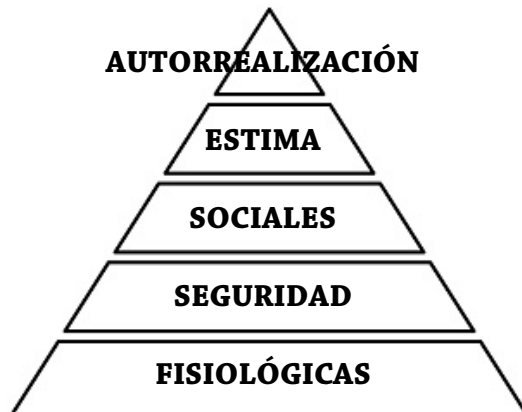 AUTORREALIZACIÓN
ESTIMA
SOCIALES
SEGURIDAD
FISIOLÓGICAS